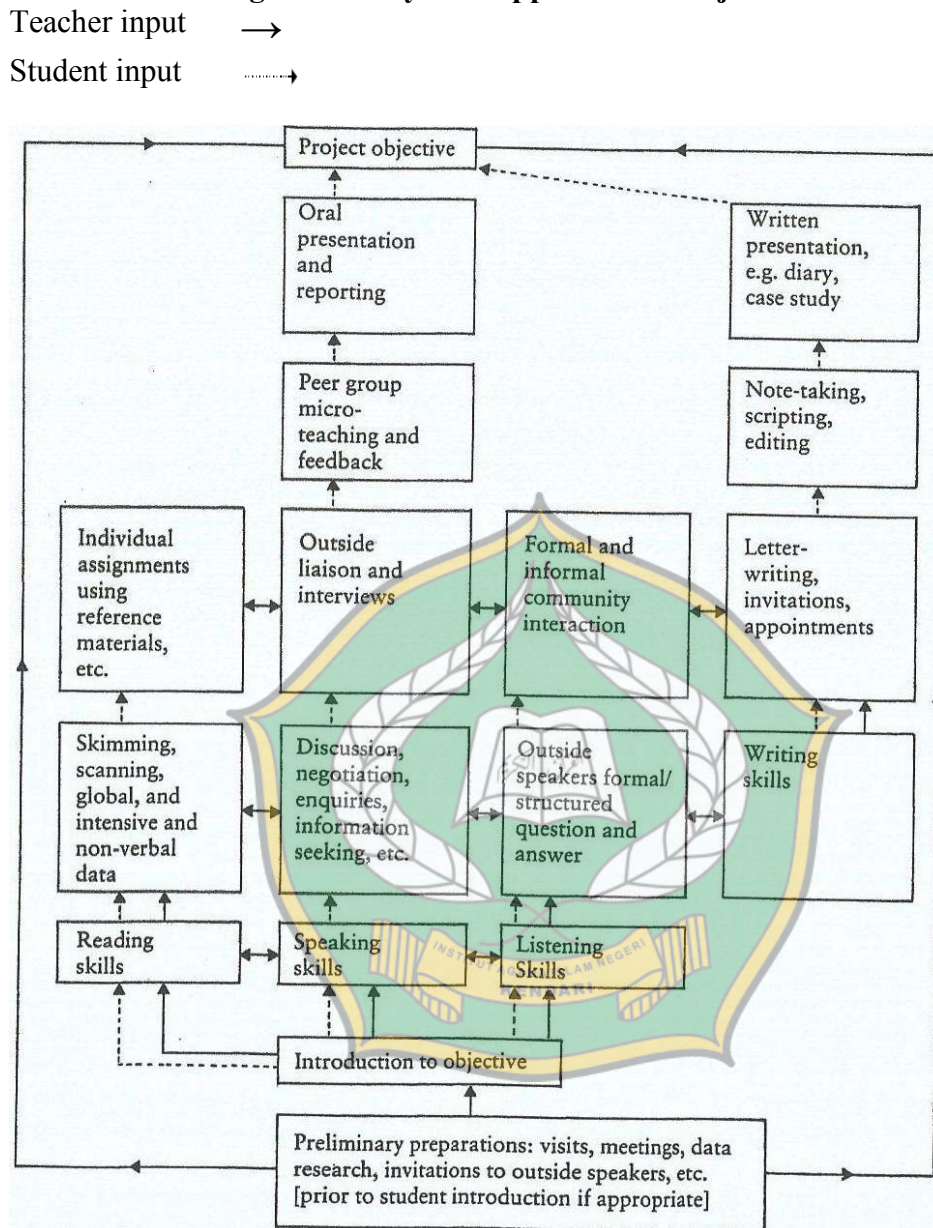 Teacher input
Student input
Project objective
Oral
presentation
and
reporting
Written
presentation,
e.g. diary,
case study
Peer group
micro-
teaching and
feedback
Note-taking,
scripting,
editing
Individual
assignments
using
reference
materials,
etc.
Outside
liaison and
interviews
Formal and
informal
community
interaction
Letter-
writing,
invitations,
appointments
Skimming,
scanning,
global, and
intensive and
non-verbal
data
Discussion,
negotiation,
enquiries,
information
seeking, etc.
Outside
speakers formal/
structured
question and
answer
Writing
skills
Reading
skills
Speaking
skills
Listening
Skills
INSTITUT NEGERI
KENDARI
Introduction to objective
Preliminary preparations: visits, meetings, data
research, invitations to outside speakers, etc.
[prior to student introduction if appropriate]